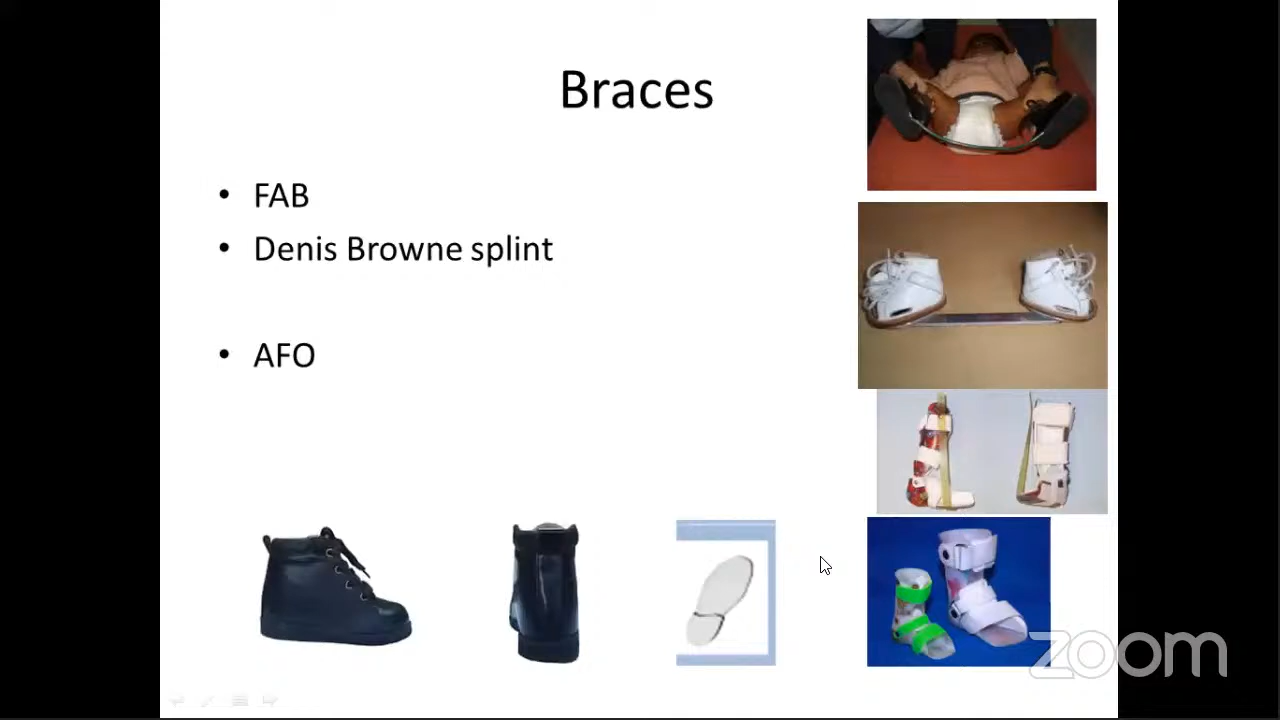 Braces
• FAB
• Denis Browne splint
• AFO
zoom